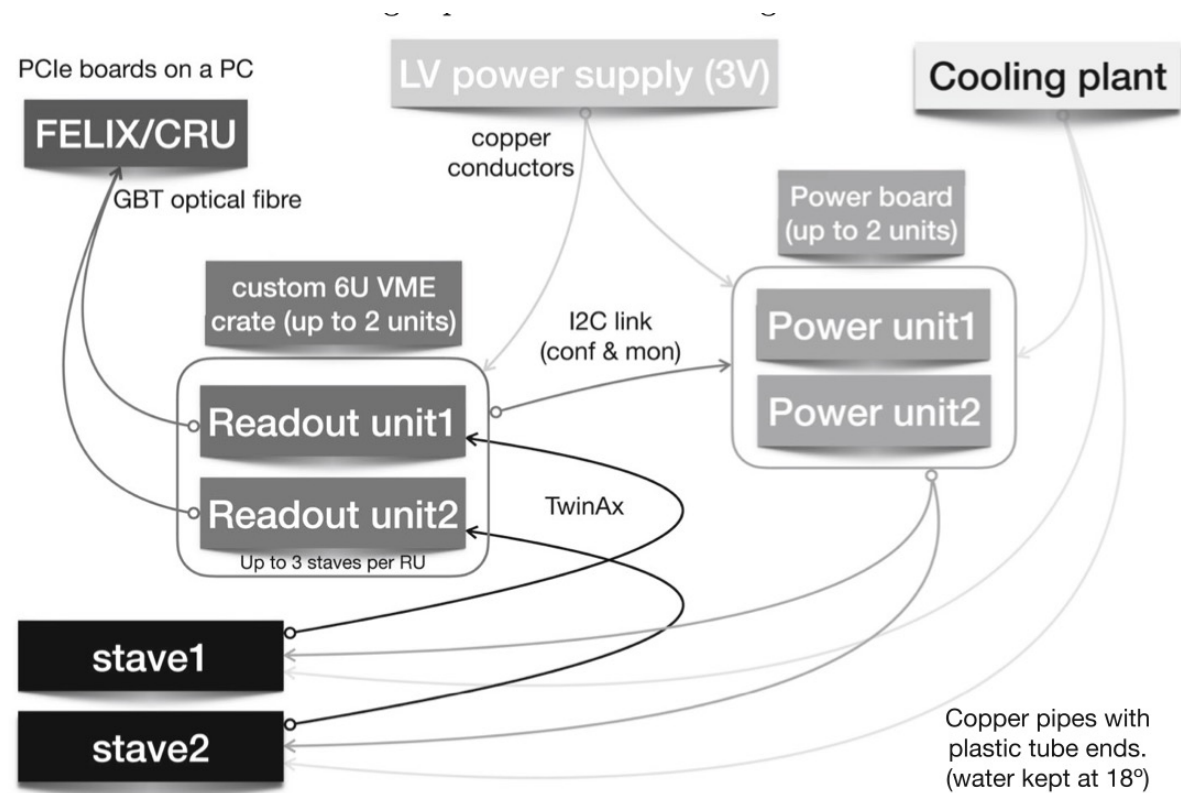 PCIe boards on a PC
FELIX/CRU
GBT optical fibre
LV power supply (3V)
copper
conductors
Cooling plant
Power board
(up to 2 units)
custom 6U VME
crate (up to 2 units)
I2C link
(conf & mon)
Power unit1
Power unit2
Readout unit1
Readout unit2
Up to 3 staves per RU
TwinAx
stave1
stave2
Copper pipes with
plastic tube ends.
(water kept at 18º)